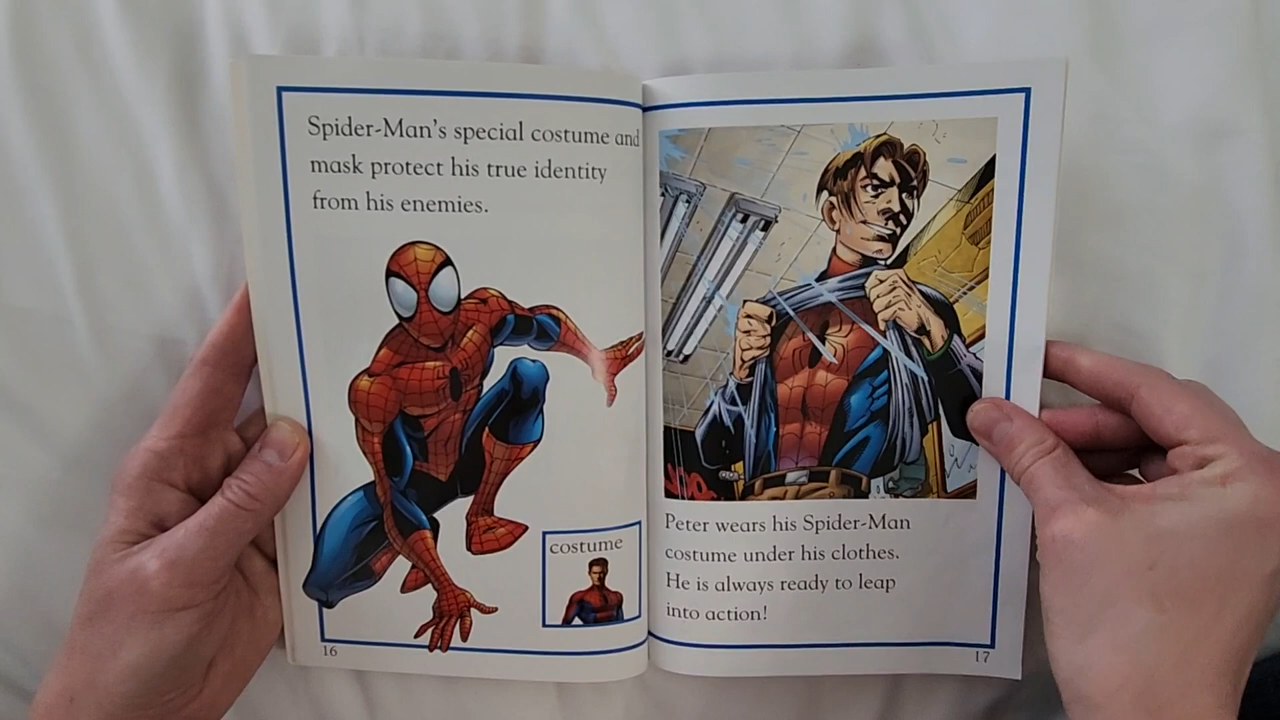 Spider-Man's special costume and
mask protect his true identity
from his enemies.
costume
16
Peter wears his Spider-Man
costume under his clothes.
He is always ready to leap
into action!
17